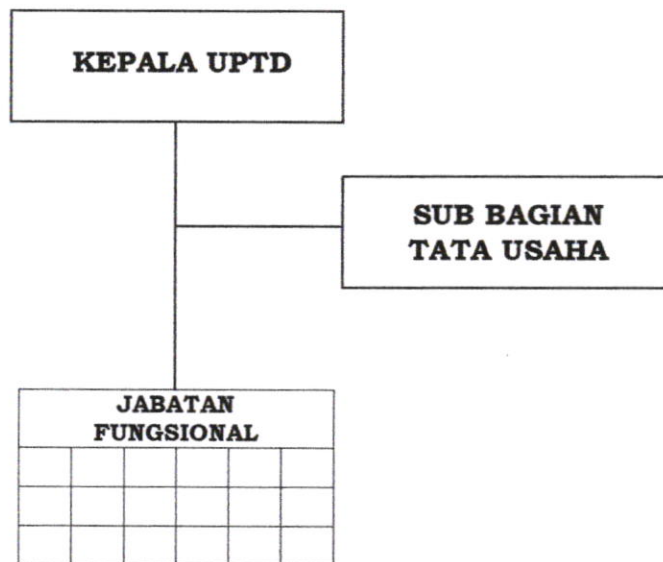 KEPALA UPTD
SUB BAGIAN
TATA USAHA
JABATAN
FUNGSIONAL